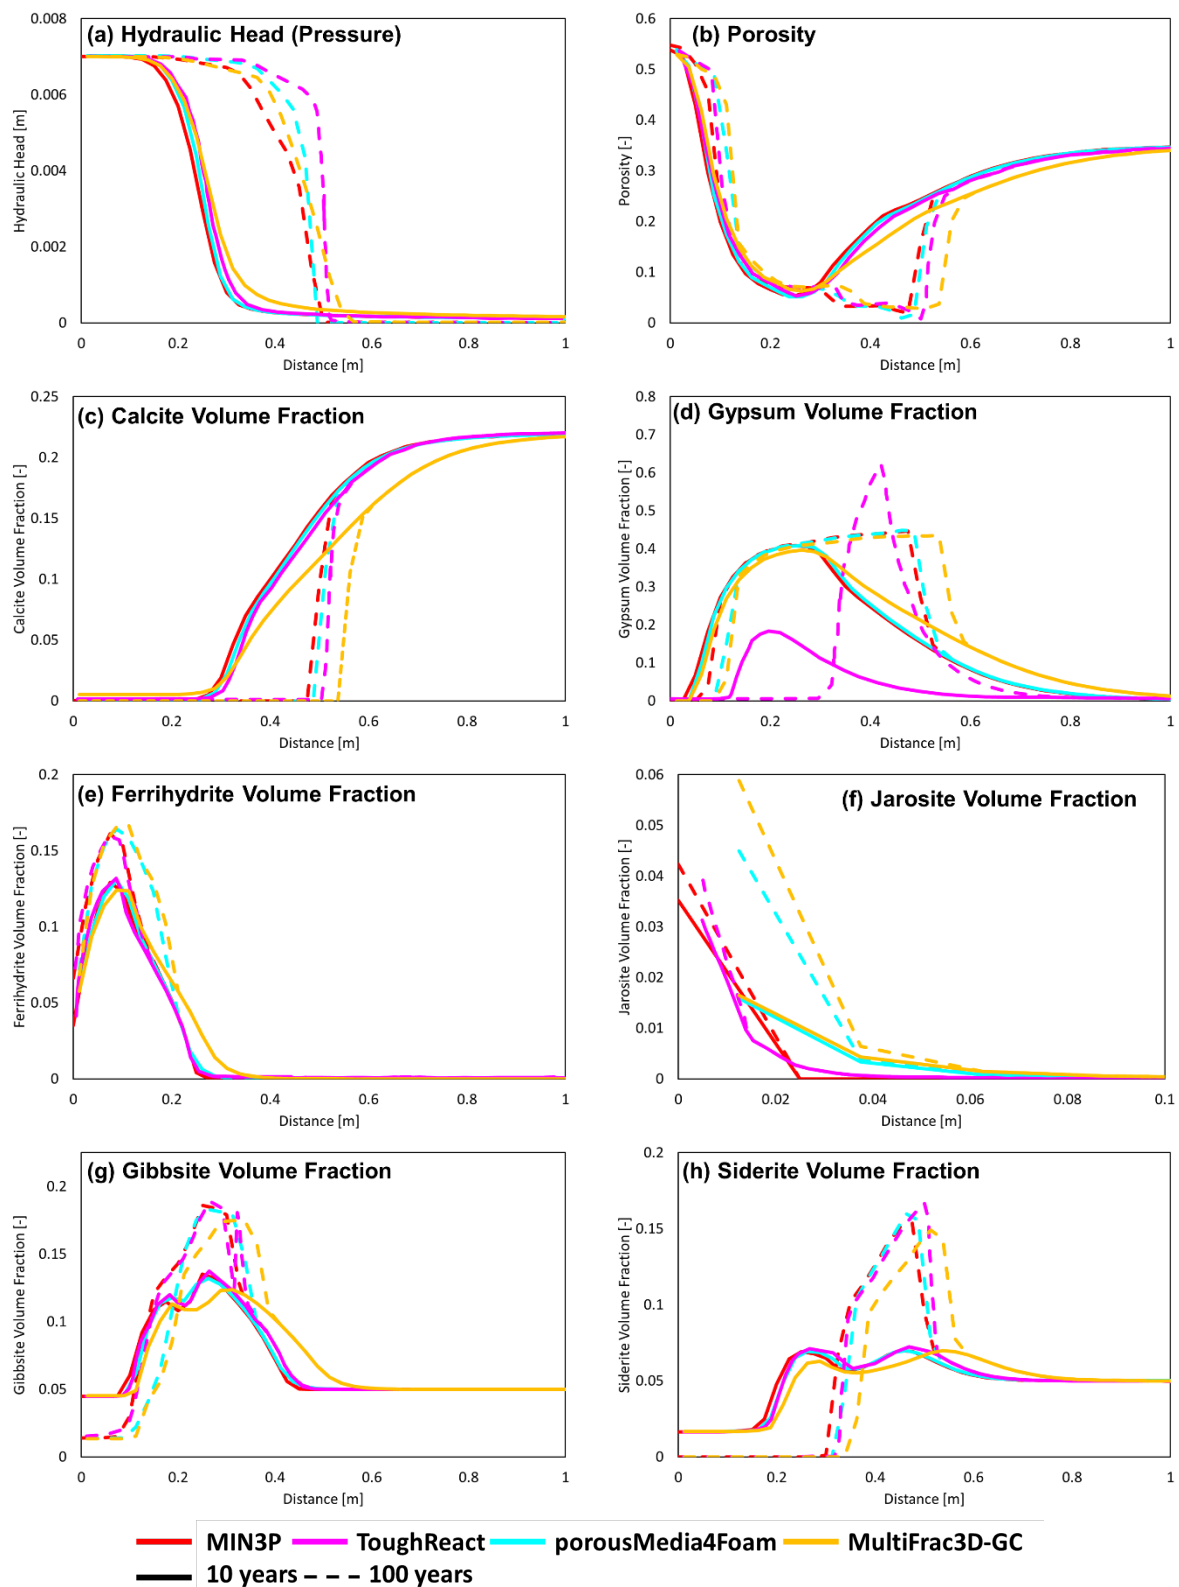 (a) Hydraulic Head (Pressure)
Hydraulic Head [m]
0.008
0.006
0.004
0.002
0
0 0.2 0.4 0.6 0.8 1
Distance [m]
(b) Porosity
Porosity [-]
0.6
0.5
0.4
0.3
0.2
0.1
0
0 0.2 0.4 0.6 0.8 1
Distance [m]
(c) Calcite Volume Fraction
Calcite Volume Fraction [-]
0.25
0.2
0.15
0.1
0.05
0
0 0.2 0.4 0.6 0.8 1
Distance [m]
(d) Gypsum Volume Fraction
Gypsum Volume Fraction [-]
0.8
0.7
0.6
0.5
0.4
0.3
0.2
0.1
0
0 0.2 0.4 0.6 0.8 1
Distance [m]
(e) Ferrihydrite Volume Fraction
Ferrihydrite Volume Fraction [-]
0.2
0.15
0.1
0.05
0
0 0.2 0.4 0.6 0.8 1
Distance [m]
(f) Jarosite Volume Fraction
Jarosite Volume Fraction [-]
0.06
0.05
0.04
0.03
0.02
0.01
0
0 0.02 0.04 0.06 0.08 0.1
Distance [m]
(g) Gibbsite Volume Fraction
Gibbsite Volume Fraction [-]
0.2
0.15
0.1
0.05
0
0 0.2 0.4 0.6 0.8 1
Distance [m]
(h) Siderite Volume Fraction
Siderite Volume Fraction [-]
0.2
0.15
0.1
0.05
0
0 0.2 0.4 0.6 0.8 1
Distance [m]
MIN3P ToughReact porousMedia4Foam MultiFrac3D-GC
10 years 100 years